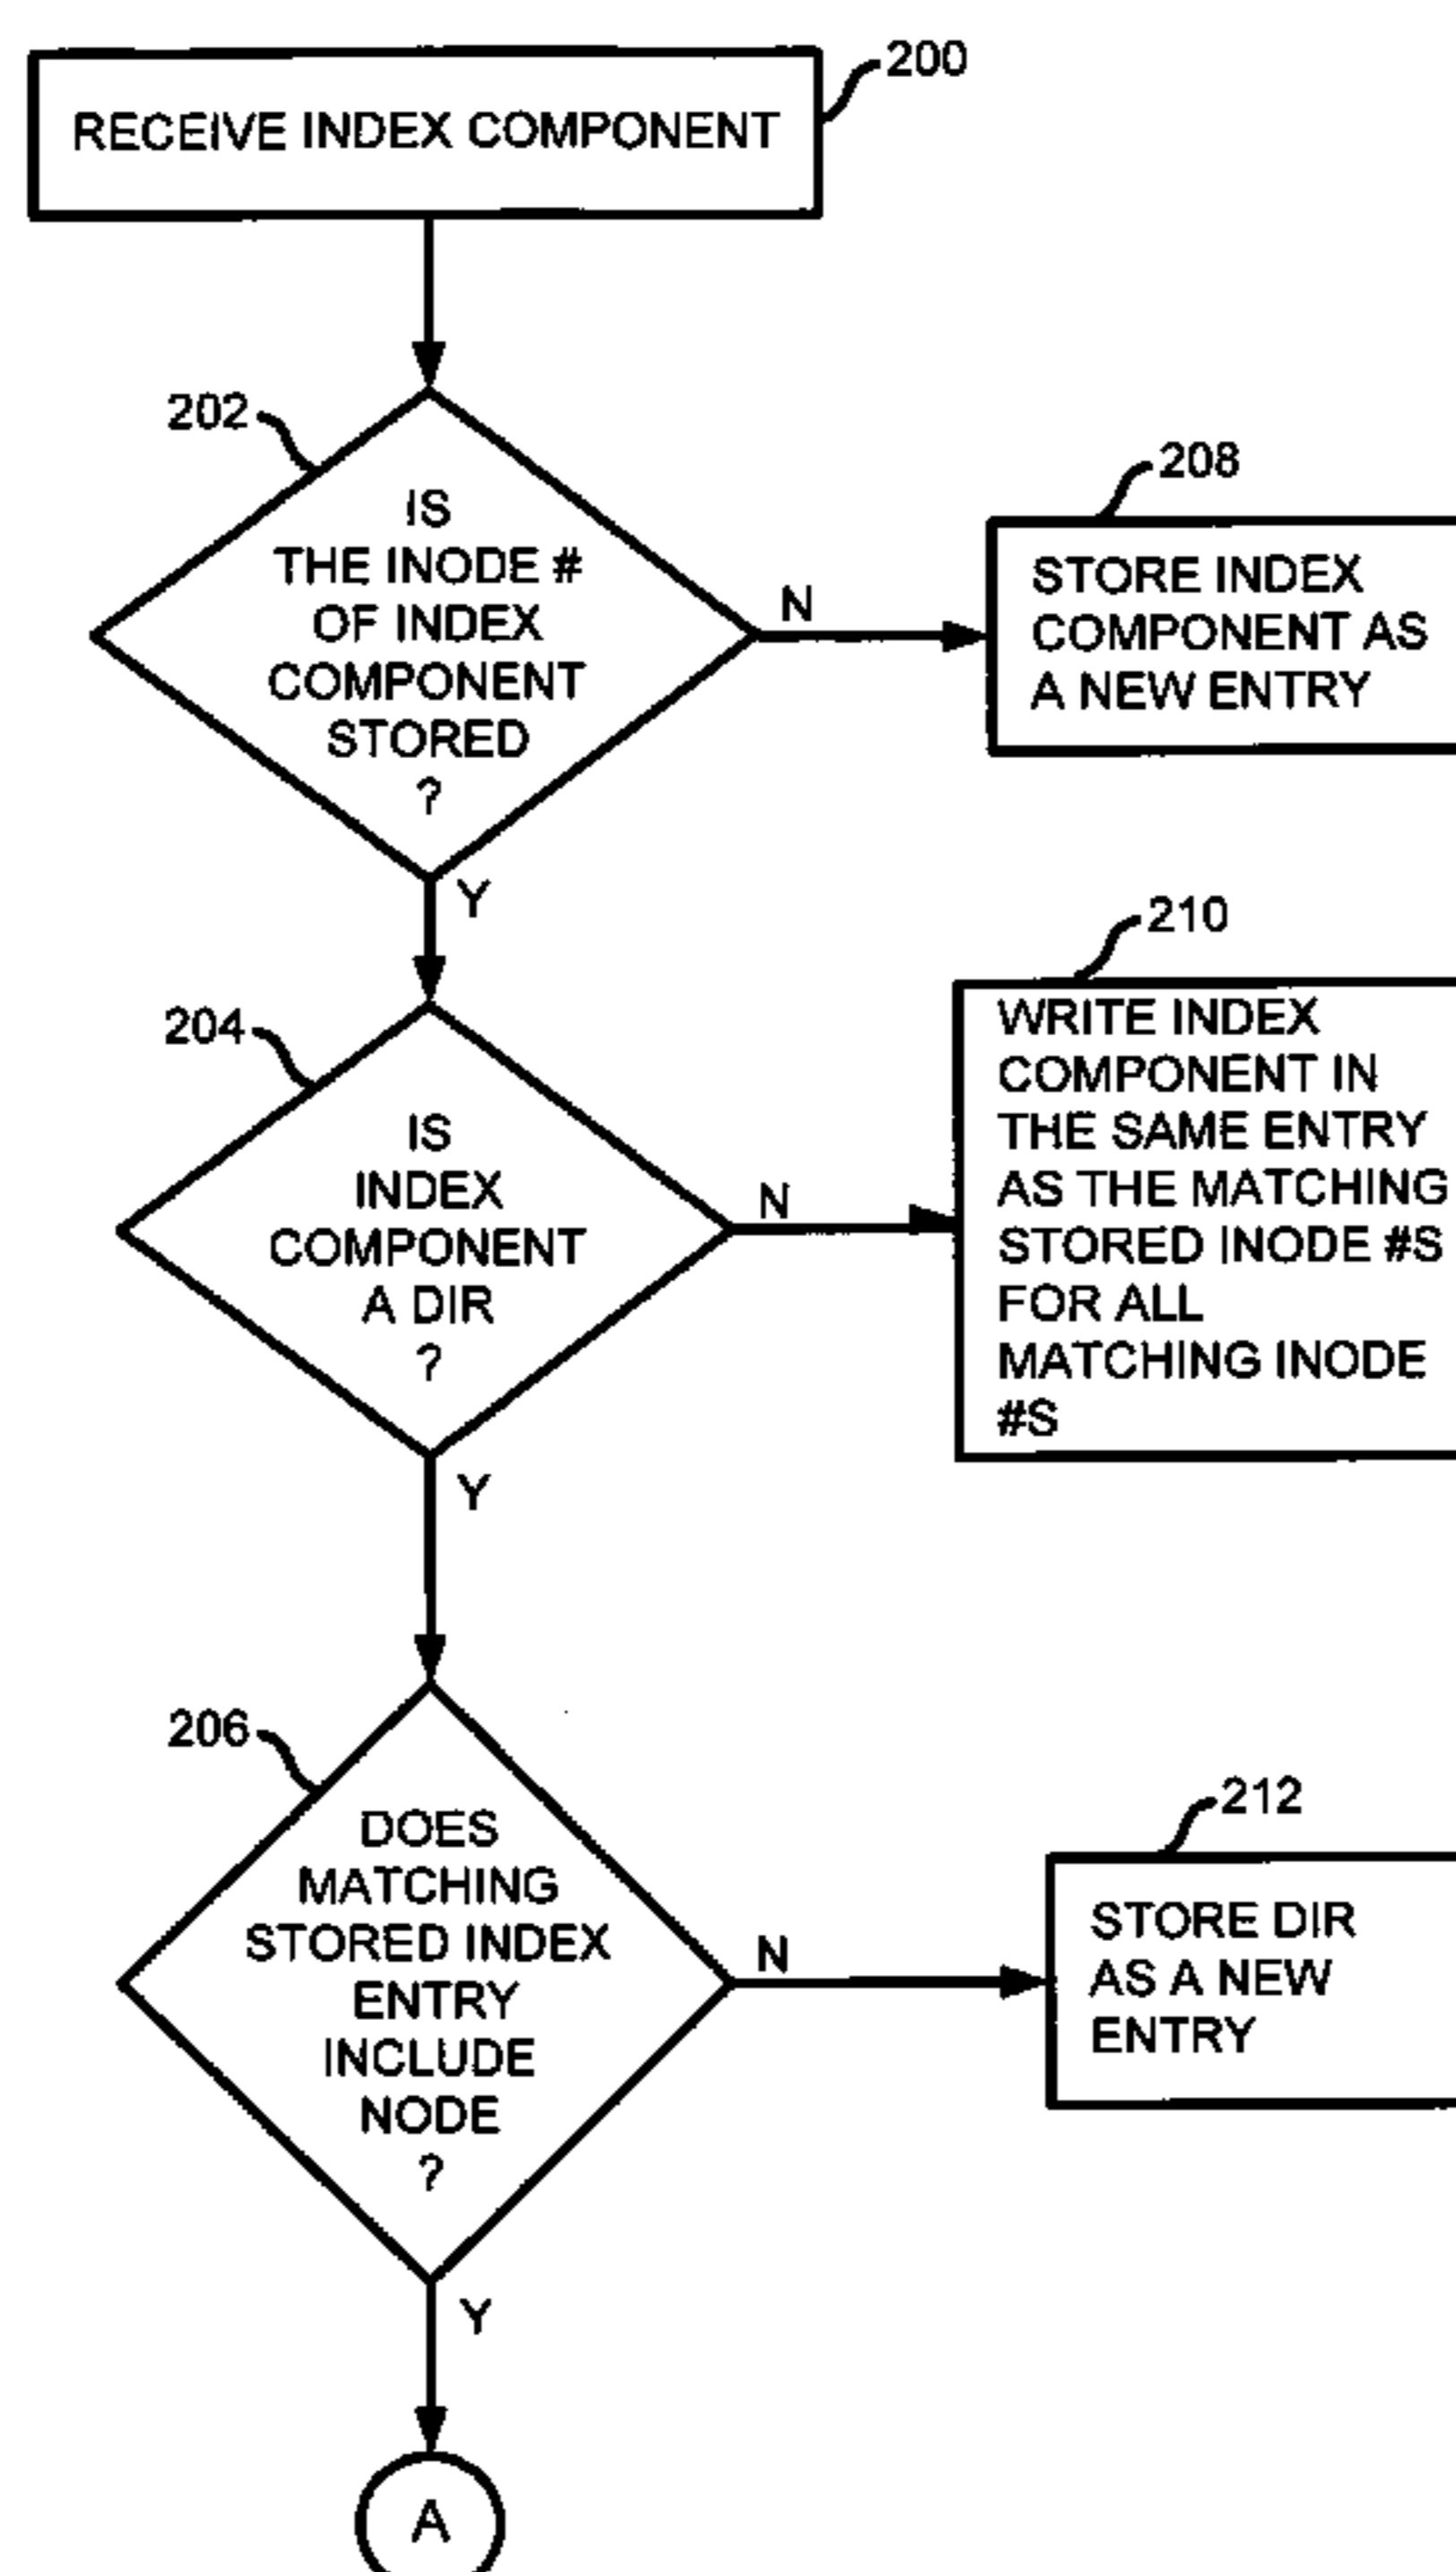 200
RECEIVE INDEX COMPONENT
202
IS
THE INODE #
OF INDEX
COMPONENT
STORED
?
N
Y
208
STORE INDEX
COMPONENT AS
A NEW ENTRY
204
IS
INDEX
COMPONENT
A DIR
?
N
Y
210
WRITE INDEX
COMPONENT IN
THE SAME ENTRY
AS THE MATCHING
STORED INODE #S
FOR ALL
MATCHING INODE
#S
206
DOES
MATCHING
STORED INDEX
ENTRY
INCLUDE
NODE
?
N
Y
212
STORE DIR
AS A NEW
ENTRY
A